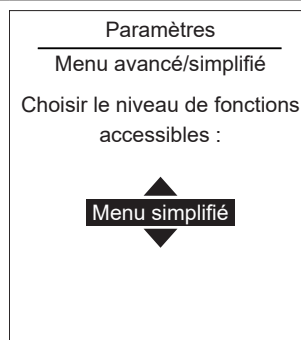 Paramètres
Menu avancé/simplifié
Choisir le niveau de fonctions
accessibles :
Menu simplifié